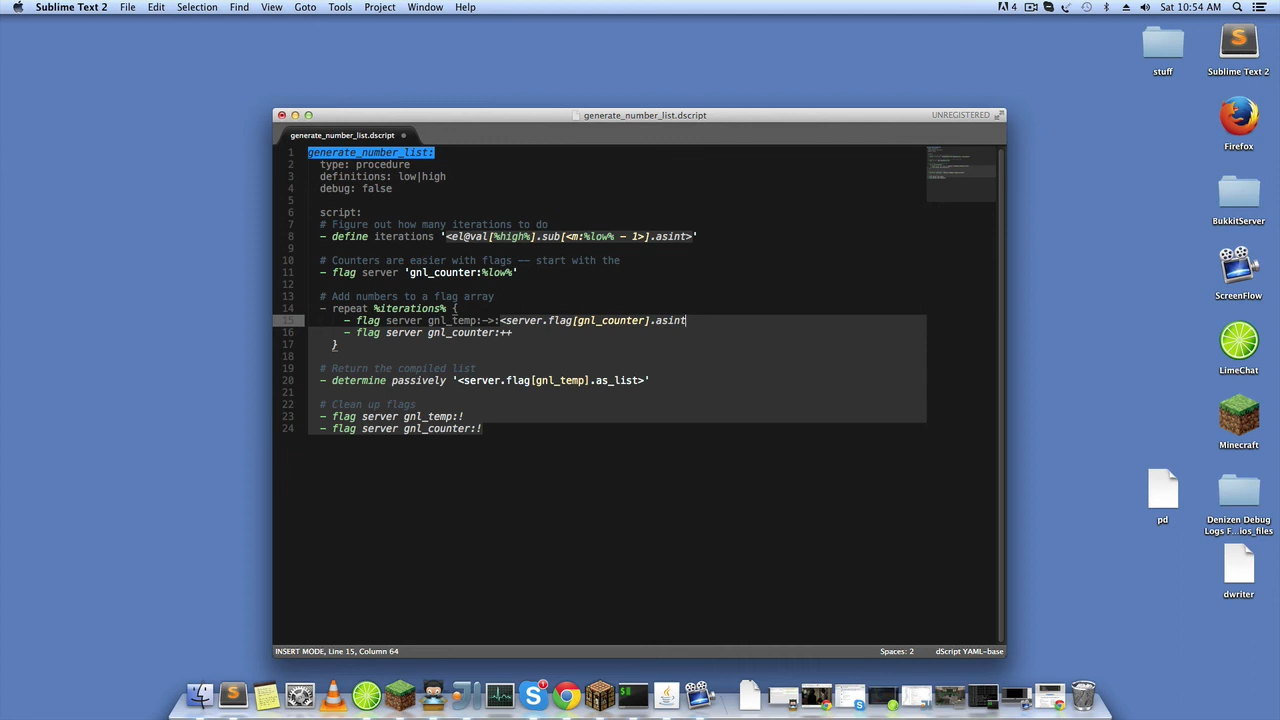 Sublime Text 2 File Edit Selection Find View Goto Tools Project Window Help 4 Sat 10:54 AM
stuff
Sublime Text 2
Firefox
BukkitServer
ScreenFlow
LimeChat
Minecraft
pd
Denizen Debug
Logs F...ios_files
dwriter
generate_number_list.dscript UNREGISTERED
generate_number_list.dscript
1 generate_number_list:
2 type: procedure
3 definitions: low|high
4 debug: false
5
6 script:
7 # Figure out how many iterations to do
8 - define iterations '<el@val[%high%].sub[<m:%low% - 1>].asint>'
9
10 # Counters are easier with flags -- start with the
11 - flag server 'gnl_counter:%low%"
12
13 # Add numbers to a flag array
14 - repeat %iterations% {
15 - flag server gnl_temp:->:<server.flag[gnl_counter].asint
16 - flag server gnl_counter:++
17 }
18
19 # Return the compiled list
20 - determine passively '<server.flag[gnl_temp].as_list>'
21
22 # Clean up flags
23 - flag server gnl_temp:!
24 - flag server gnl_counter:!
INSERT MODE, Line 15, Column 64 Spaces: 2 dScript YAML-base